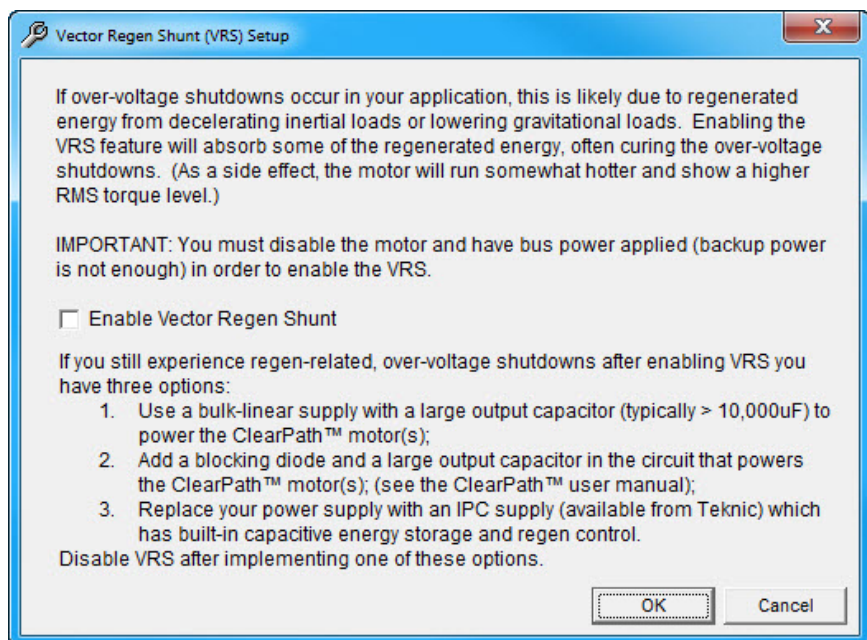 Vector Regen Shunt (VRS) Setup
If over-voltage shutdowns occur in your application, this is likely due to regenerated
energy from decelerating inertial loads or lowering gravitational loads.  Enabling the
VRS feature will absorb some of the regenerated energy, often curing the over-voltage
shutdowns.  (As a side effect, the motor will run somewhat hotter and show a higher
RMS torque level.)
IMPORTANT: You must disable the motor and have bus power applied (backup power
is not enough) in order to enable the VRS.
Enable Vector Regen Shunt
If you still experience regen-related, over-voltage shutdowns after enabling VRS you
have three options:
1. Use a bulk-linear supply with a large output capacitor (typically > 10,000uF) to
power the ClearPath™ motor(s);
2. Add a blocking diode and a large output capacitor in the circuit that powers
the ClearPath™ motor(s); (see the ClearPath™ user manual);
3. Replace your power supply with an IPC supply (available from Teknic) which
has built-in capacitive energy storage and regen control.
Disable VRS after implementing one of these options.
OK
Cancel